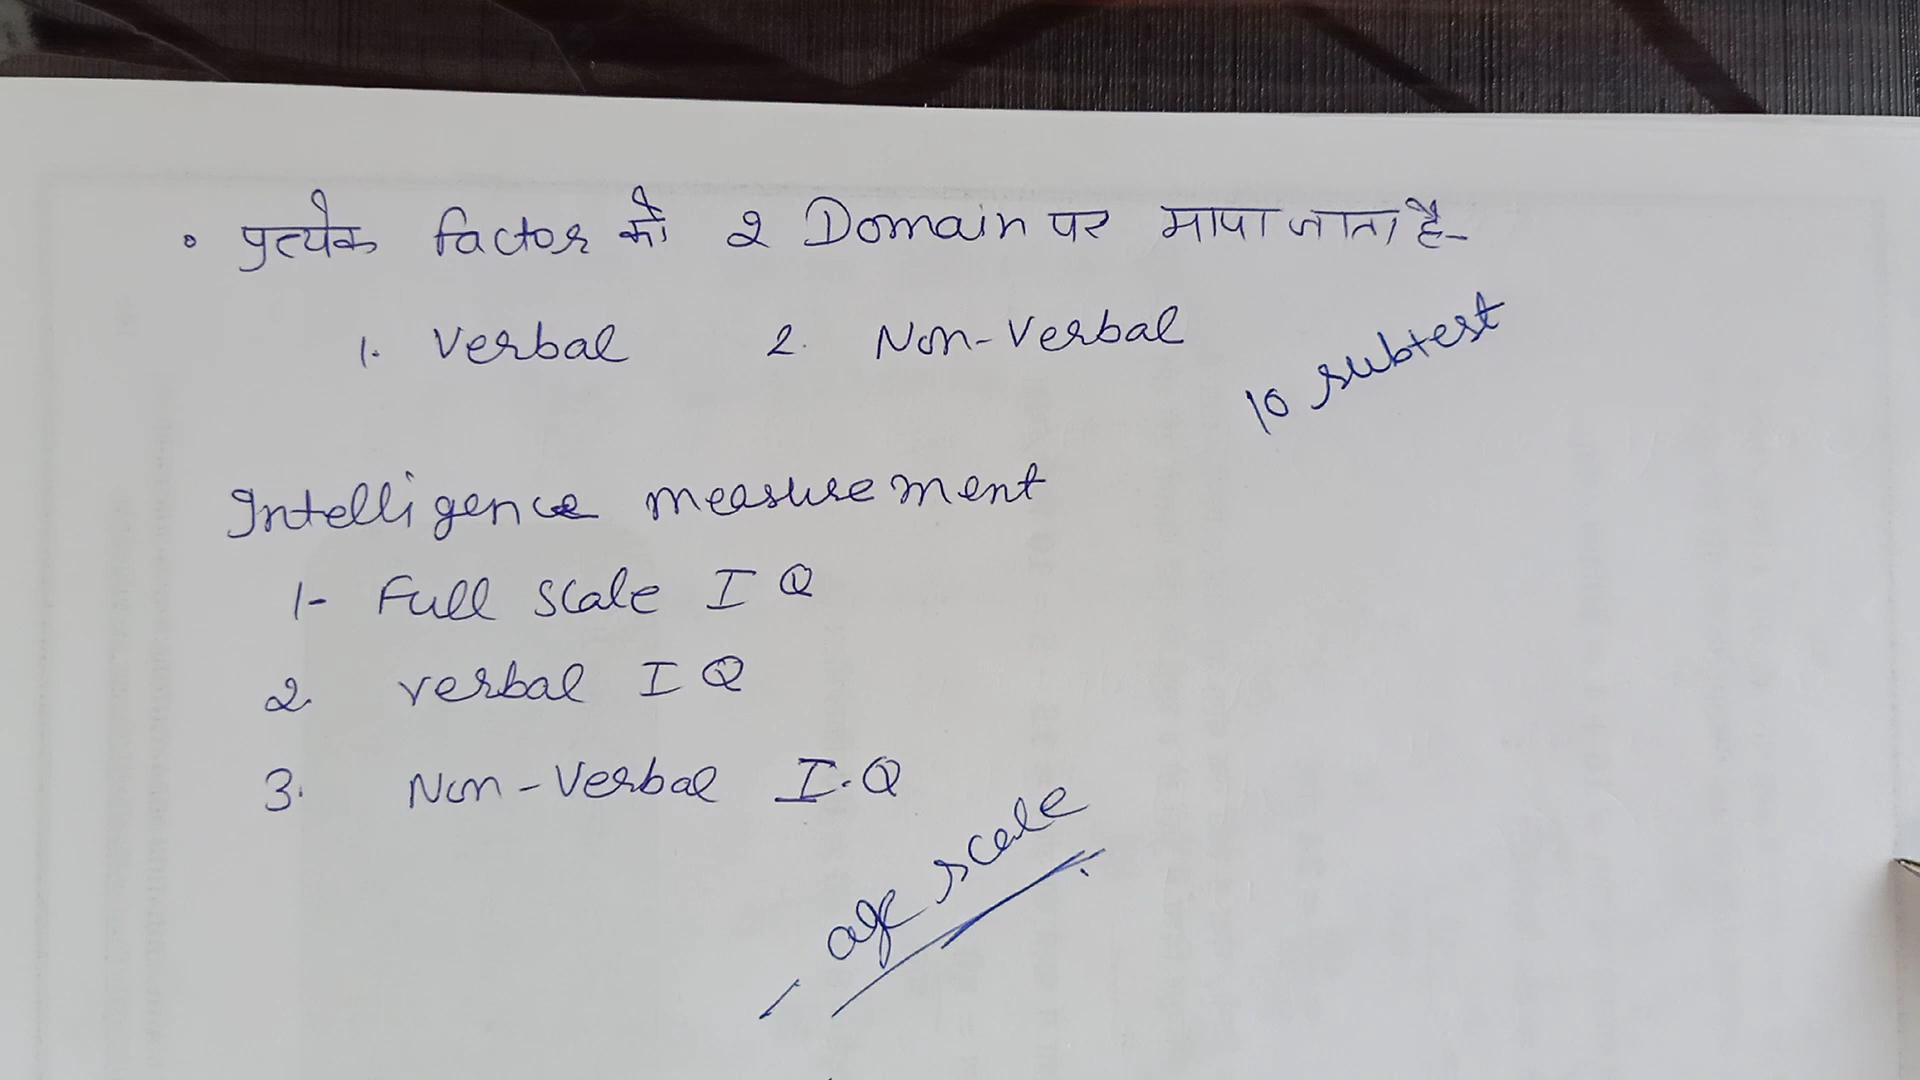 • प्रत्येक factor को 2 Domain पर मापा जाता है-
1. Verbal 2. Non-Verbal
10 subtest
Intelligence measurement
1- Full scale I Q
2. verbal I Q
3. Non-Verbal I.Q
age scale